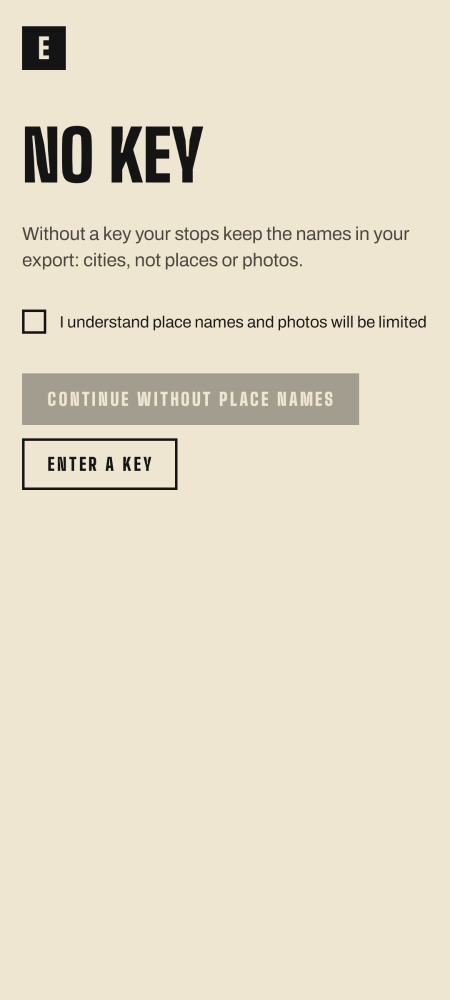 E
NO KEY
Without a key your stops keep the names in your
export: cities, not places or photos.
I understand place names and photos will be limited
CONTINUE WITHOUT PLACE NAMES
ENTER A KEY